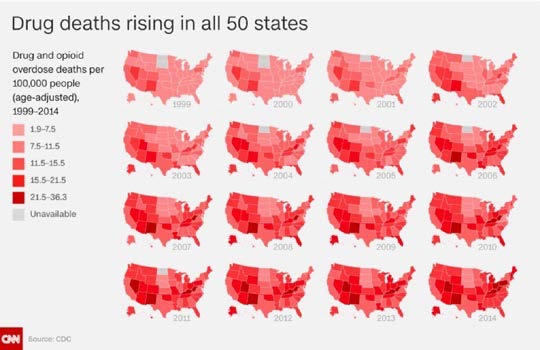 Drug deaths rising in all 50 states
Drug and opioid
overdose deaths per
100,000 people
(age-adjusted),
1999–2014
1.9-7.5
7.5-11.5
11.5-15.5
15.5-21.5
21.5-36.3
Unavailable
1999
2000
2001
2002
2003
2004
2005
2006
2007
2008
2009
2010
2011
2012
2013
2014
CNN
Source: CDC